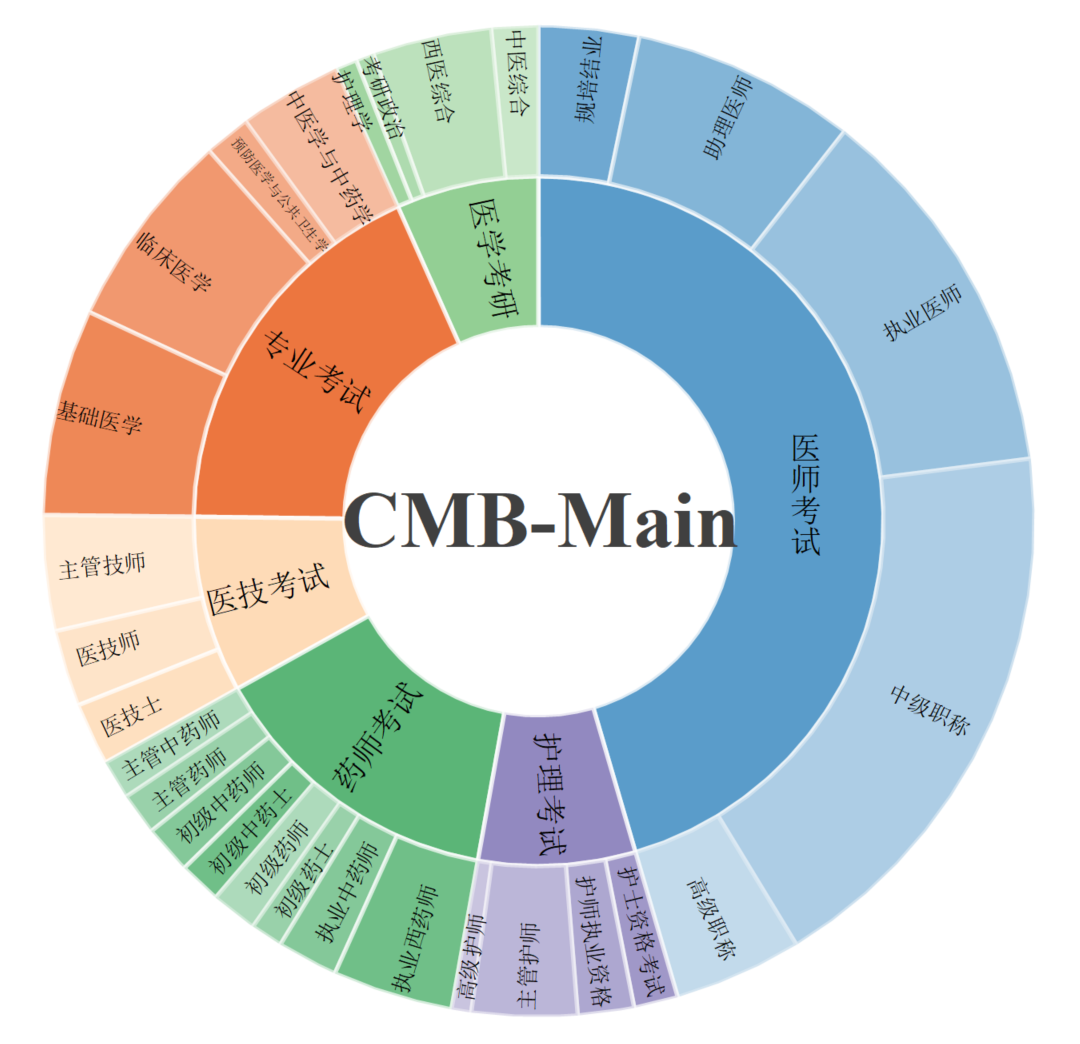 CMB-Main
医师考试
规培结业
助理医师
执业医师
中级职称
高级职称
护理考试
护士资格考试
护师执业资格
主管护师
高级护师
药师考试
执业西药师
执业中药师
初级药士
初级药师
初级中药士
初级中药师
主管药师
主管中药师
医技考试
医技士
医技师
主管技师
专业考试
基础医学
临床医学
预防医学与公共卫生学
中医学与中药学
医学考研
护理学
考研政治
西医综合
中医综合